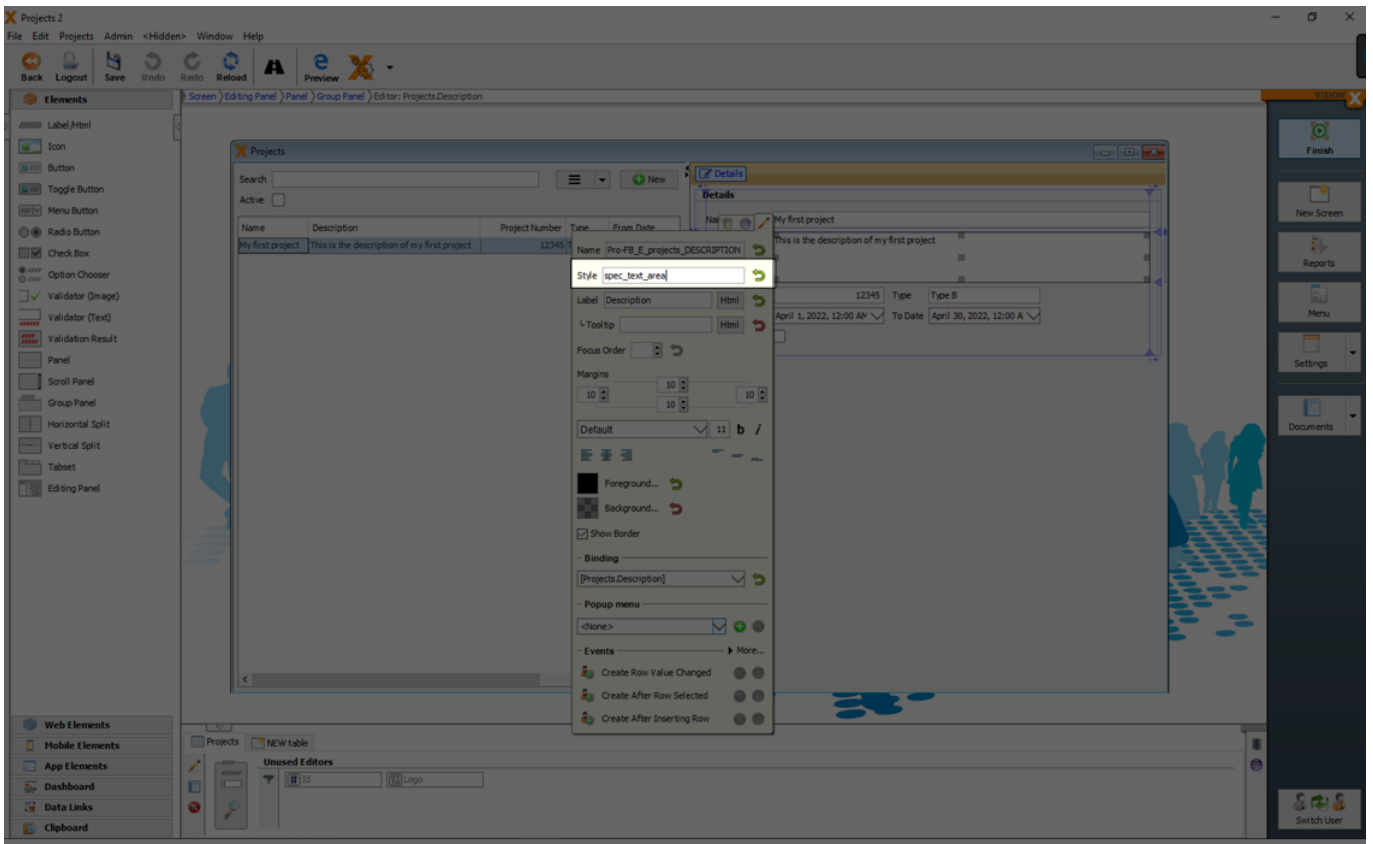 Projects 2
File Edit Projects Admin <Hidden> Window Help
Back Logout Save Undo Redo Reload Preview
Elements
Screen Editing Panel Panel Group Panel Editor: Projects.Description
VISION X
Label/Html
Icon
Button
Toggle Button
Menu Button
Radio Button
Check Box
Option Chooser
Validator (Image)
Validator (Text)
Validation Result
Panel
Scroll Panel
Group Panel
Horizontal Split
Vertical Split
Tabset
Editing Panel
Web Elements
Mobile Elements
App Elements
Dashboard
Data Links
Clipboard
Projects
Search
New
Active
Name Description Project Number Type From Date
My first project This is the description of my first project 12345
Details
Details
My first project
This is the description of my first project
12345 Type Type B
April 1, 2022, 12:00 AM To Date April 30, 2022, 12:00 A
Name Pro-FB_E_projects_DESCRIPTION
Style spec_text_area
Label Description Html
Tooltip Html
Focus Order
Margins
10
10 10
10
Default 11 b i
Foreground...
Background...
Show Border
Binding
[Projects.Description]
Popup menu
<None>
Events More...
Create Row Value Changed
Create After Row Selected
Create After Inserting Row
Projects NEW table
Unused Editors
# Id Logo
Finish
New Screen
Reports
Menu
Settings
Documents
Switch User